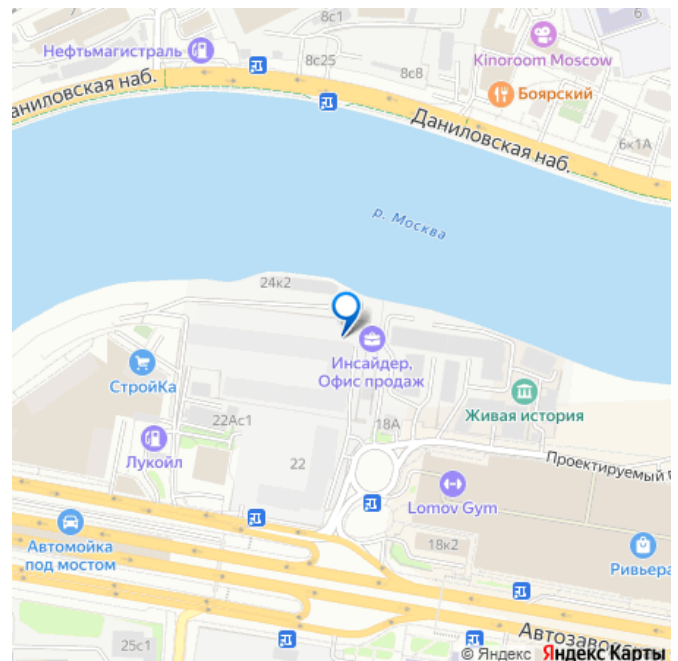 8с1
Нефтьмагистраль
8с25
8с8
Kinoroom Moscow
Боярский
6
аниловская наб.
Даниловская наб.
6к1А
р. Москва
24к2
Инсайдер,
Офис продаж
СтройКа
Живая история
22Ас1
18А
Лукойл
22
Проектируемый п
Lomov Gym
Автомойка
под мостом
18к2
Ривьера
25с1
Автозаво
© Яндекс Яндекс Карты